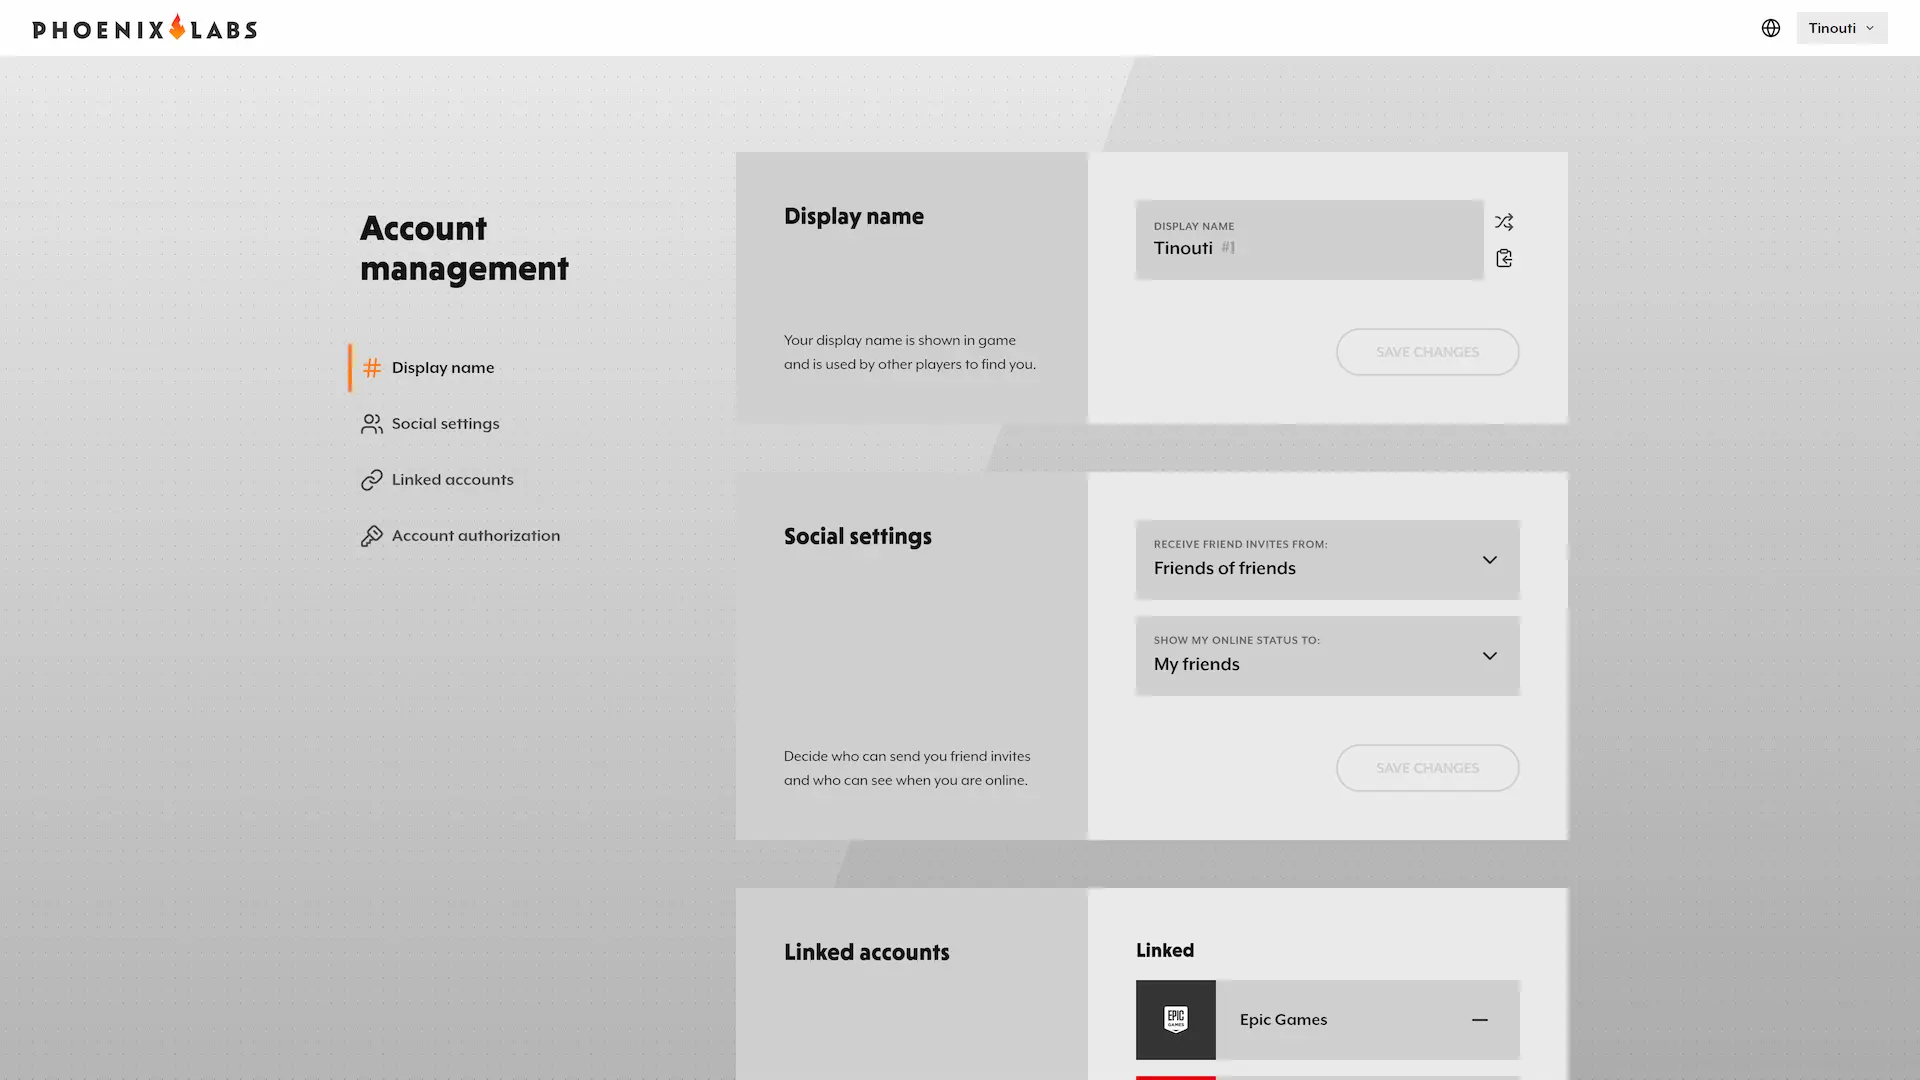 PHOENIX LABS
Tinouti
Account
management
Display name
Social settings
Linked accounts
Account authorization
Display name
Your display name is shown in game
and is used by other players to find you.
DISPLAY NAME
Tinouti #1
SAVE CHANGES
Social settings
Decide who can send you friend invites
and who can see when you are online.
RECEIVE FRIEND INVITES FROM:
Friends of friends
SHOW MY ONLINE STATUS TO:
My friends
SAVE CHANGES
Linked accounts
Linked
EPIC
GAMES
Epic Games